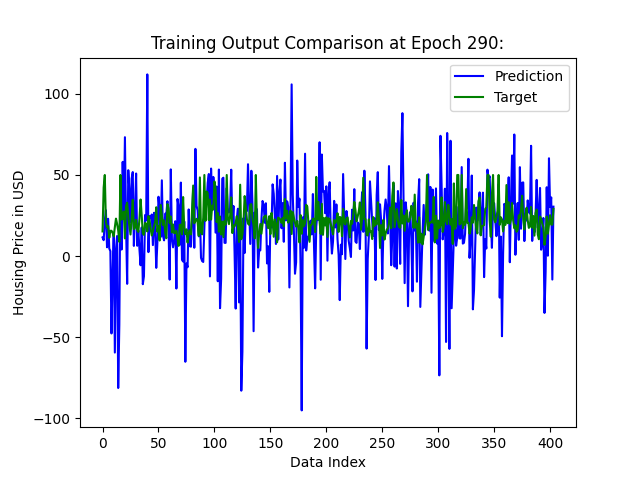 Training Output Comparison at Epoch 290:
Prediction
Target
Housing Price in USD
100
50
0
−50
−100
0 50 100 150 200 250 300 350 400
Data Index